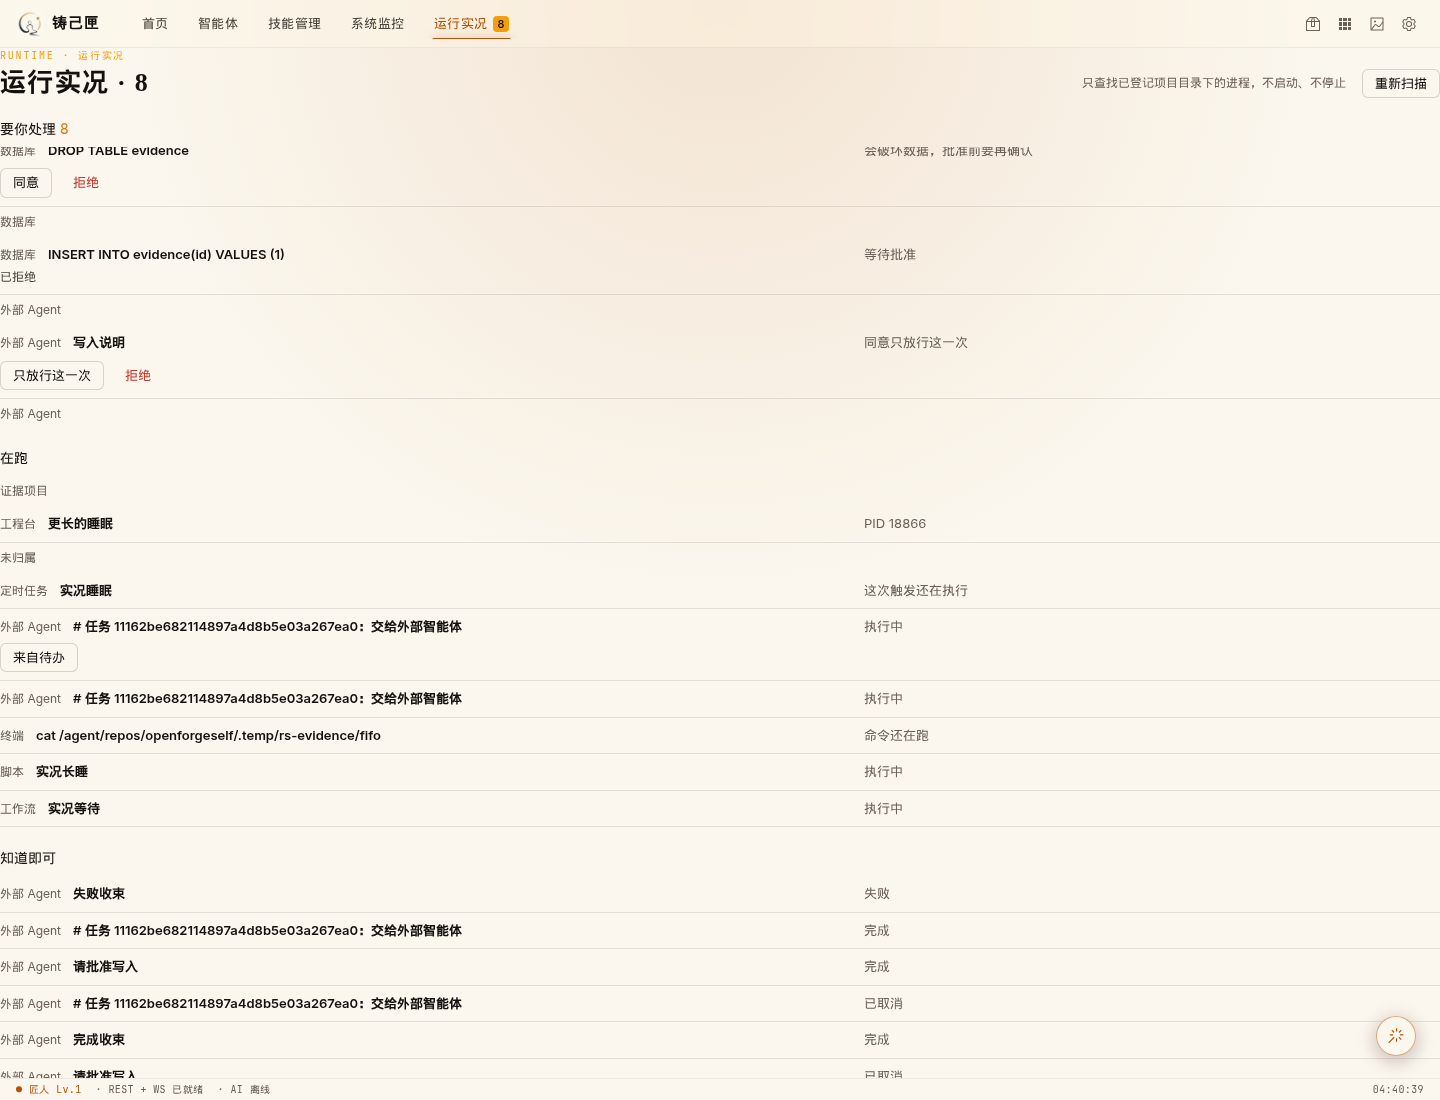 铸己匣 首页 智能体 技能管理 系统监控 运行实况 8
RUNTIME · 运行实况
运行实况 · 8
只查找已登记项目目录下的进程，不启动、不停止 重新扫描
要你处理 8
数据库 DROP TABLE evidence 会破坏数据，批准前要再确认
同意 拒绝
数据库
数据库 INSERT INTO evidence(id) VALUES (1) 等待批准
已拒绝
外部 Agent
外部 Agent 写入说明 同意只放行这一次
只放行这一次 拒绝
外部 Agent
在跑
证据项目
工程台 更长的睡眠 PID 18866
未归属
定时任务 实况睡眠 这次触发还在执行
外部 Agent # 任务 11162be682114897a4d8b5e03a267ea0：交给外部智能体 执行中
来自待办
外部 Agent # 任务 11162be682114897a4d8b5e03a267ea0：交给外部智能体 执行中
终端 cat /agent/repos/openforgeself/.temp/rs-evidence/fifo 命令还在跑
脚本 实况长睡 执行中
工作流 实况等待 执行中
知道即可
外部 Agent 失败收束 失败
外部 Agent # 任务 11162be682114897a4d8b5e03a267ea0：交给外部智能体 完成
外部 Agent 请批准写入 完成
外部 Agent # 任务 11162be682114897a4d8b5e03a267ea0：交给外部智能体 已取消
外部 Agent 完成收束 完成
外部 Agent 请批准写入 已取消
匠人 Lv.1 · REST + WS 已就绪 · AI 离线 04:40:39